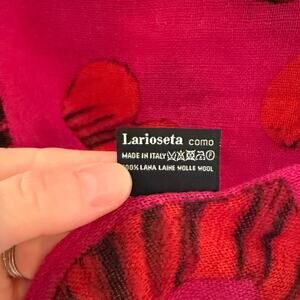 Larioseta como
MADE IN ITALY
100% LANA LAINE WOLLE WOOL